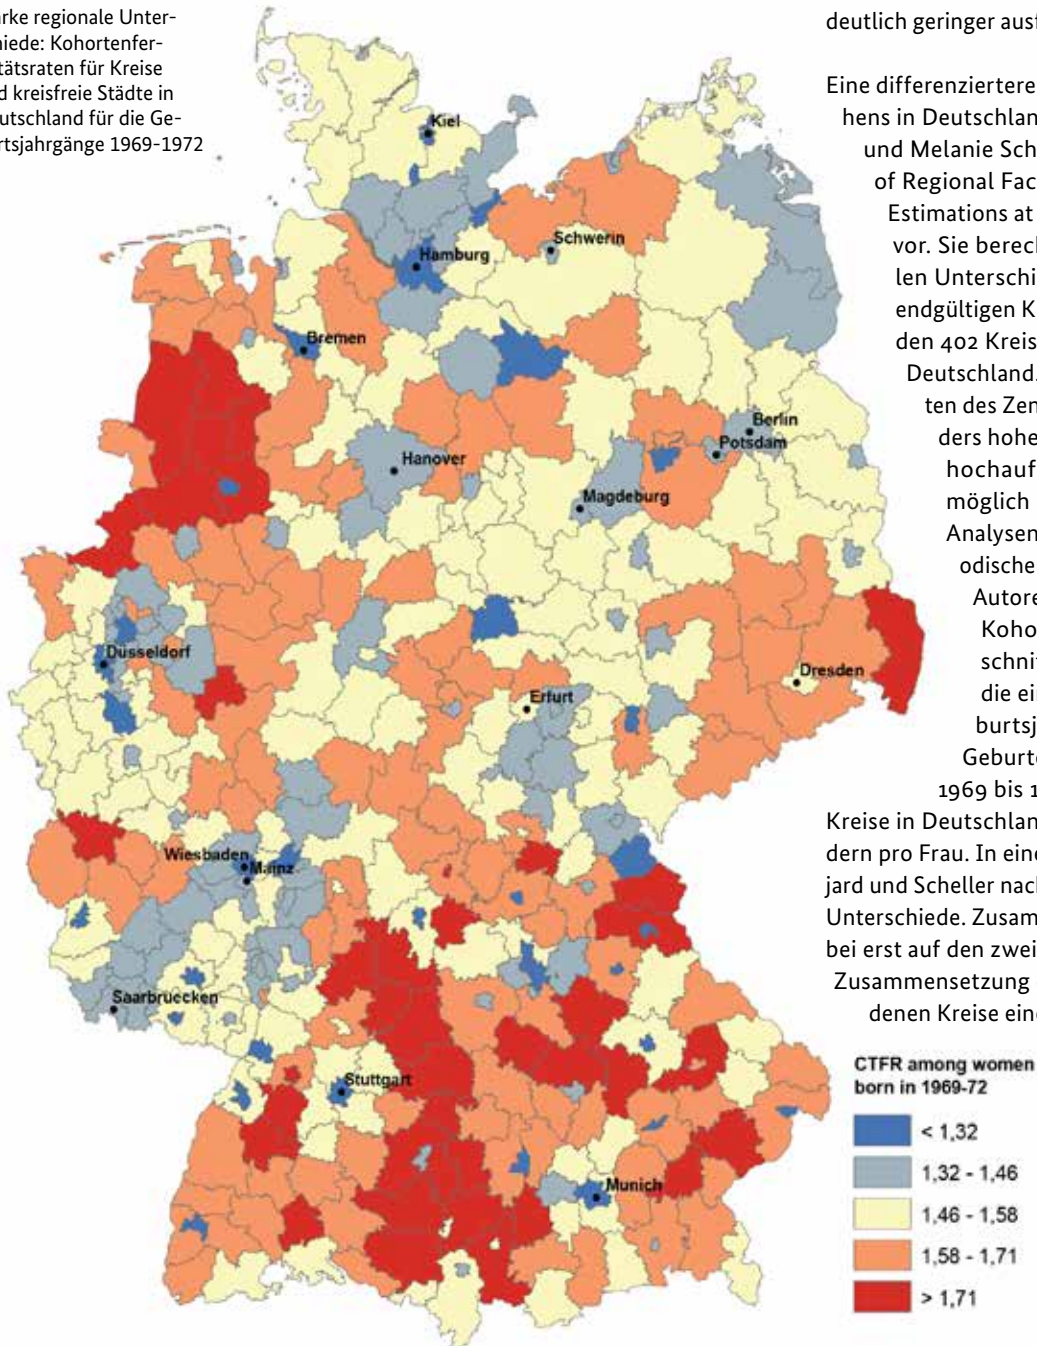 rke regionale Unter-
iede: Kohortenfer-
tätsraten für Kreise
d kreisfreie Städte in
utschland für die Ge-
rtsjahrgänge 1969-1972
deutlich geringer ausf
Eine differenziertere
hens in Deutschlan
und Melanie Sch
of Regional Fac
Estimations at
vor. Sie berech
len Unterschi
endgültigen K
den 402 Kreis
Deutschland.
ten des Zen
ders hohe
hochauf
möglich
Analysen
odische
Autore
Koho
schni
die ei
burtsj
Geburt
1969 bis 1
Kreise in Deutschlan
dern pro Frau. In eine
jard und Scheller nach
Unterschiede. Zusam
bei erst auf den zwei
Zusammensetzung
denen Kreise eine
Kiel
Schwerin
Hamburg
Bremen
Berlin
Potsdam
Hanover
Magdeburg
Düsseldorf
Dresden
Erfurt
Wiesbaden
Mainz
Saarbruecken
Stuttgart
Munich
CTFR among women
born in 1969-72
< 1,32
1,32 - 1,46
1,46 - 1,58
1,58 - 1,71
> 1,71